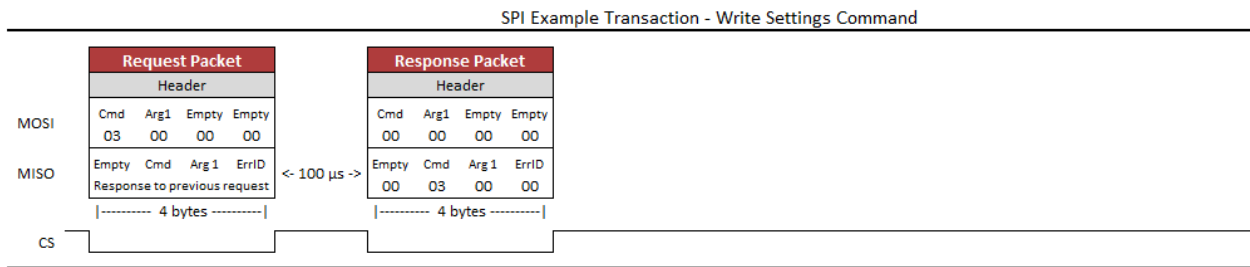 SPI Example Transaction - Write Settings Command
Request Packet Response Packet
Header Header
MOSI Cmd Arg1 Empty Empty Cmd Arg1 Empty Empty
03 00 00 00 00 00 00 00
MISO Empty Cmd Arg 1 ErrID <- 100 µs -> Empty Cmd Arg 1 ErrID
Response to previous request 00 03 00 00
|---------- 4 bytes ----------| |---------- 4 bytes ----------|
CS